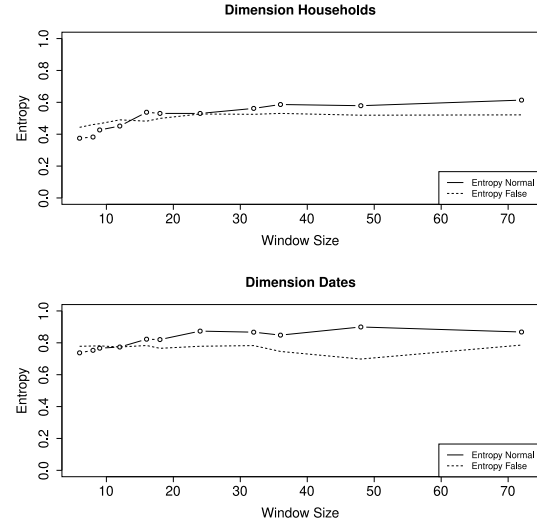 Dimension Households
1.0
0.8
0.6
0.4
0.2
0.0
Entropy
10 20 30 40 50 60 70
Window Size
Entropy Normal
Entropy False
Dimension Dates
1.0
0.8
0.6
0.4
0.2
0.0
Entropy
10 20 30 40 50 60 70
Window Size
Entropy Normal
Entropy False